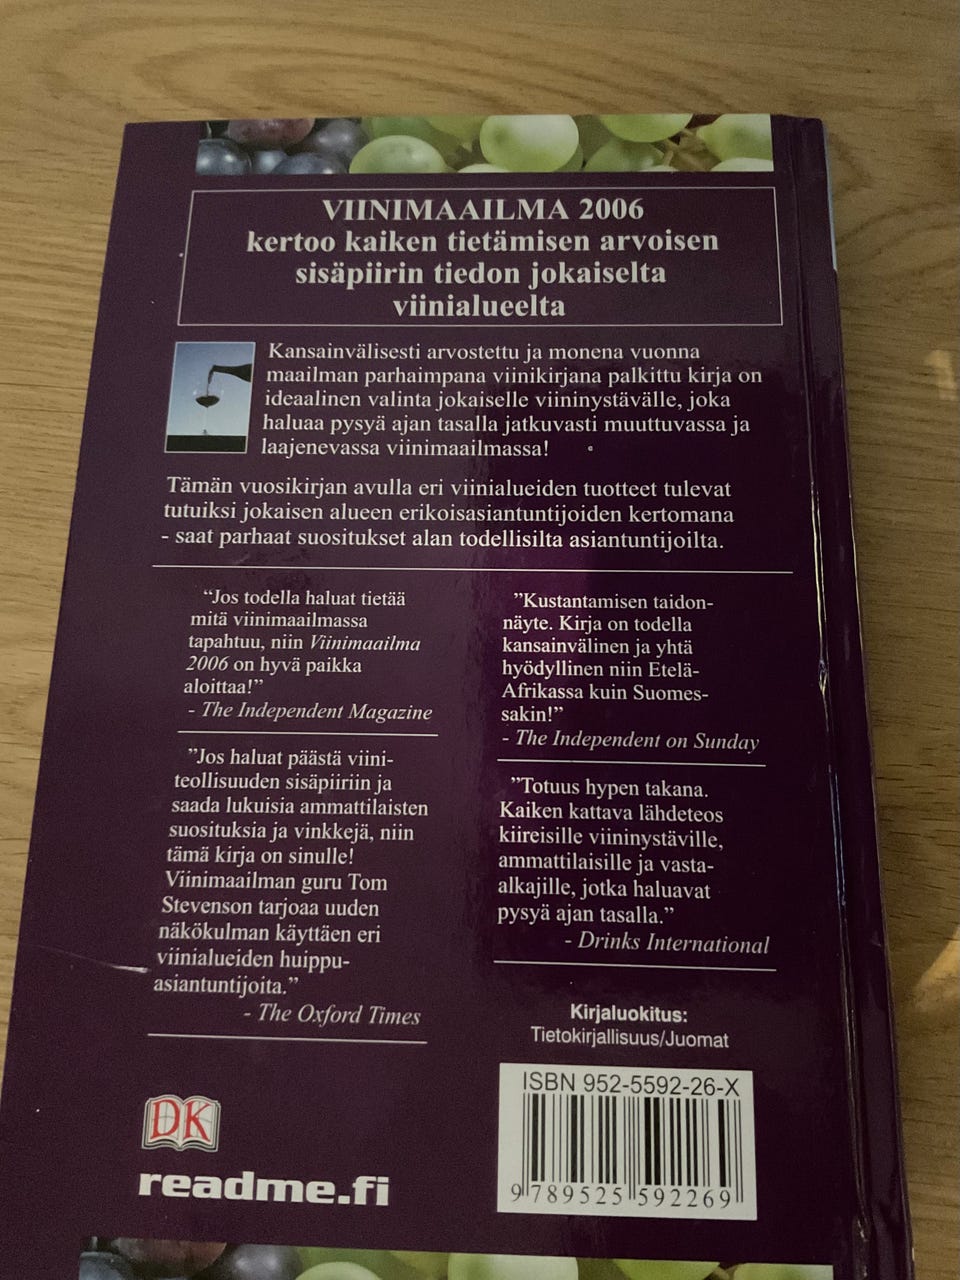 VIINIMAAILMA 2006
kertoo kaiken tietämisen arvoisen
sisäpiirin tiedon jokaiselta
viinialueelta
Kansainvälisesti arvostettu ja monena vuonna
maailman parhaimpana viinikirjana palkittu kirja on
ideaalinen valinta jokaiselle viininystävälle, joka
haluaa pysyä ajan tasalla jatkuvasti muuttuvassa ja
laajenevassa viinimaailmassa!
Tämän vuosikirjan avulla eri viinialueiden tuotteet tulevat
tutuiksi jokaisen alueen erikoisasiantuntijoiden kertomana
- saat parhaat suositukset alan todellisilta asiantuntijoilta.
“Jos todella haluat tietää
mitä viinimaailmassa
tapahtuu, niin Viinimaailma
2006 on hyvä paikka
aloittaa!”
- The Independent Magazine
”Jos haluat päästä viini-
teollisuuden sisäpiiriin ja
saada lukuisia ammattilaisten
suosituksia ja vinkkejä, niin
tämä kirja on sinulle!
Viinimaailman guru Tom
Stevenson tarjoaa uuden
näkökulman käyttäen eri
viinialueiden huippu-
asiantuntijoita.”
- The Oxford Times
”Kustantamisen taidon-
näyte. Kirja on todella
kansainvälinen ja yhtä
hyödyllinen niin Etelä-
Afrikassa kuin Suomes-
sakin!”
- The Independent on Sunday
”Totuus hypen takana.
Kaiken kattava lähdeteos
kiireisille viininystäville,
ammattilaisille ja vasta-
alkajille, jotka haluavat
pysyä ajan tasalla.”
- Drinks International
Kirjaluokitus:
Tietokirjallisuus/Juomat
ISBN 952-5592-26-X
9 789525 592269
DK
readme.fi